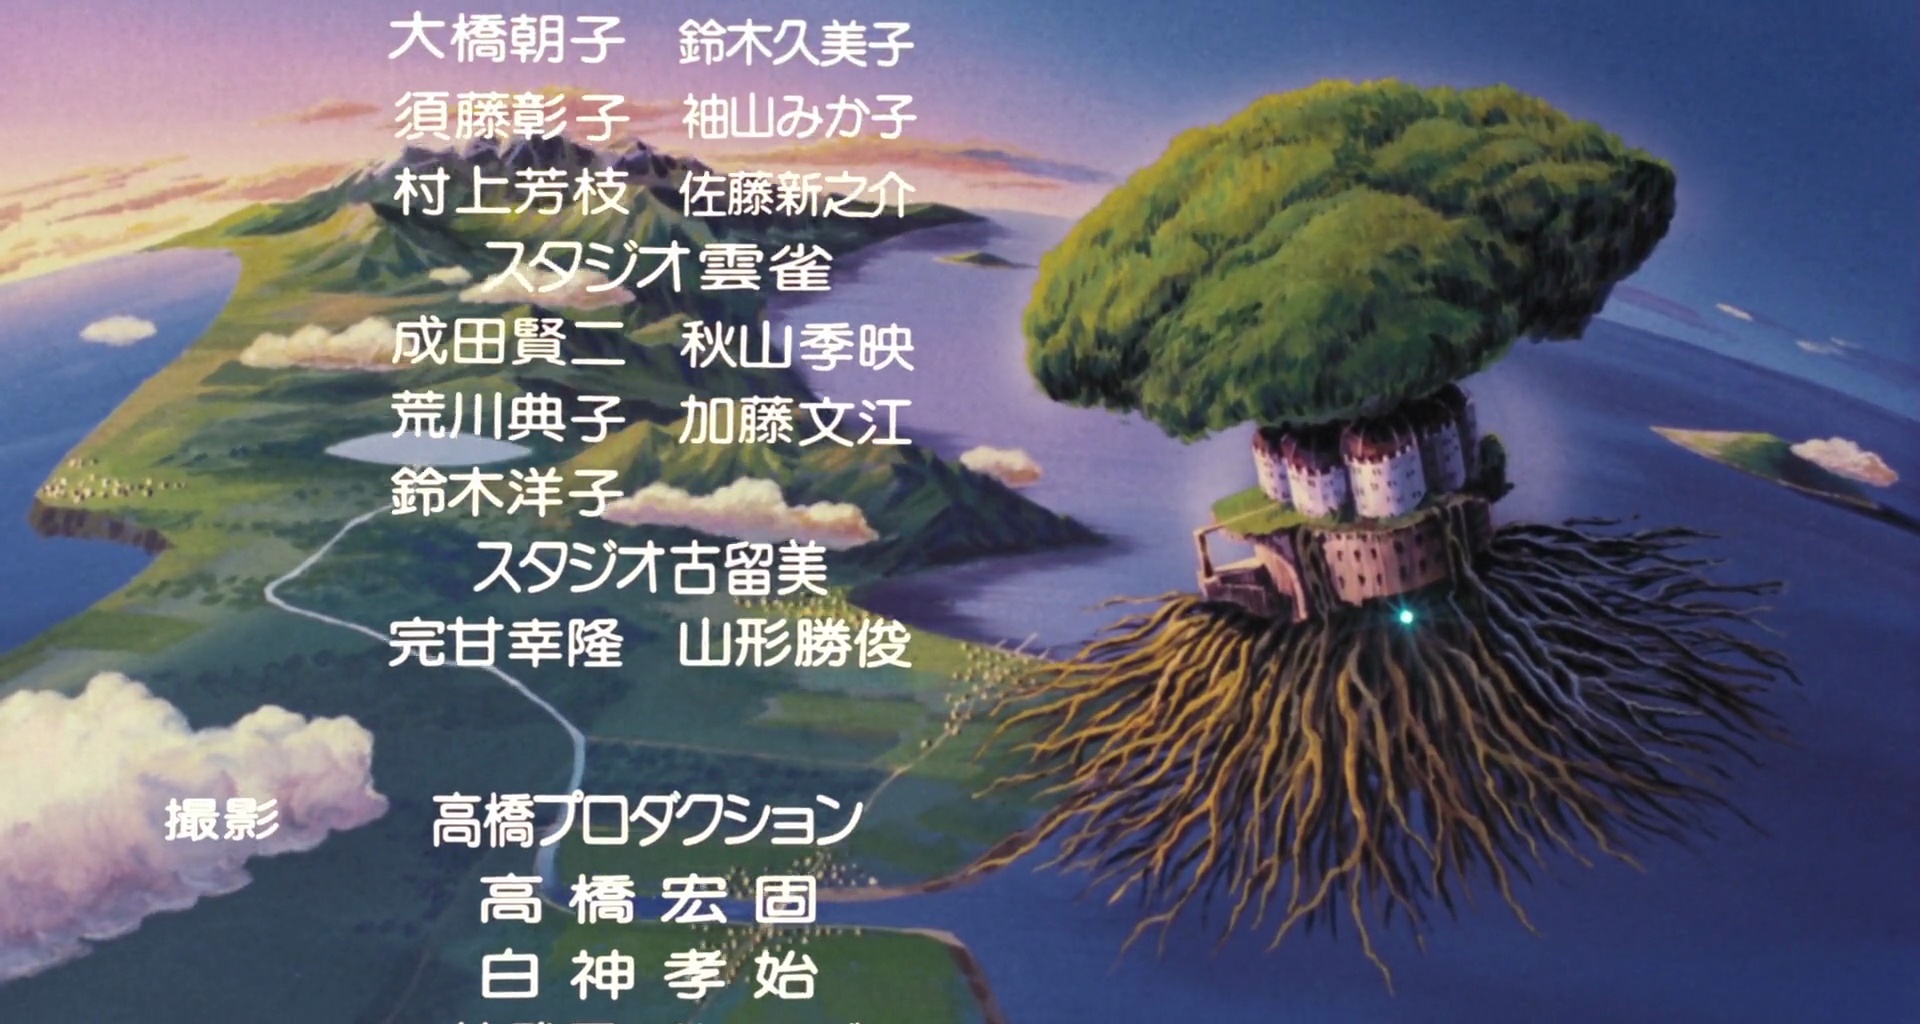 大橋朝子　鈴木久美子
須藤彰子　袖山みか子
村上芳枝　佐藤新之介
スタジオ雲雀
成田賢二　秋山季映
荒川典子　加藤文江
鈴木洋子
スタジオ古留美
完甘幸隆　山形勝俊
撮影　高橋プロダクション
高橋宏固
白神孝始